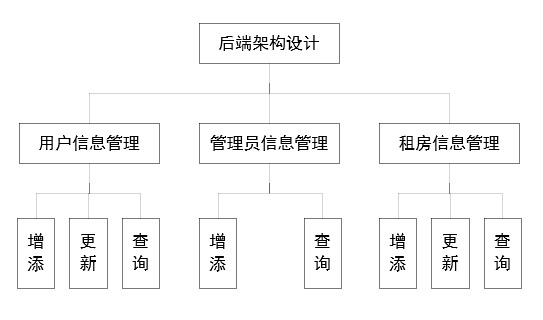 后端架构设计
用户信息管理
管理员信息管理
租房信息管理
增添
更新
查询
增添
查询
增添
更新
查询